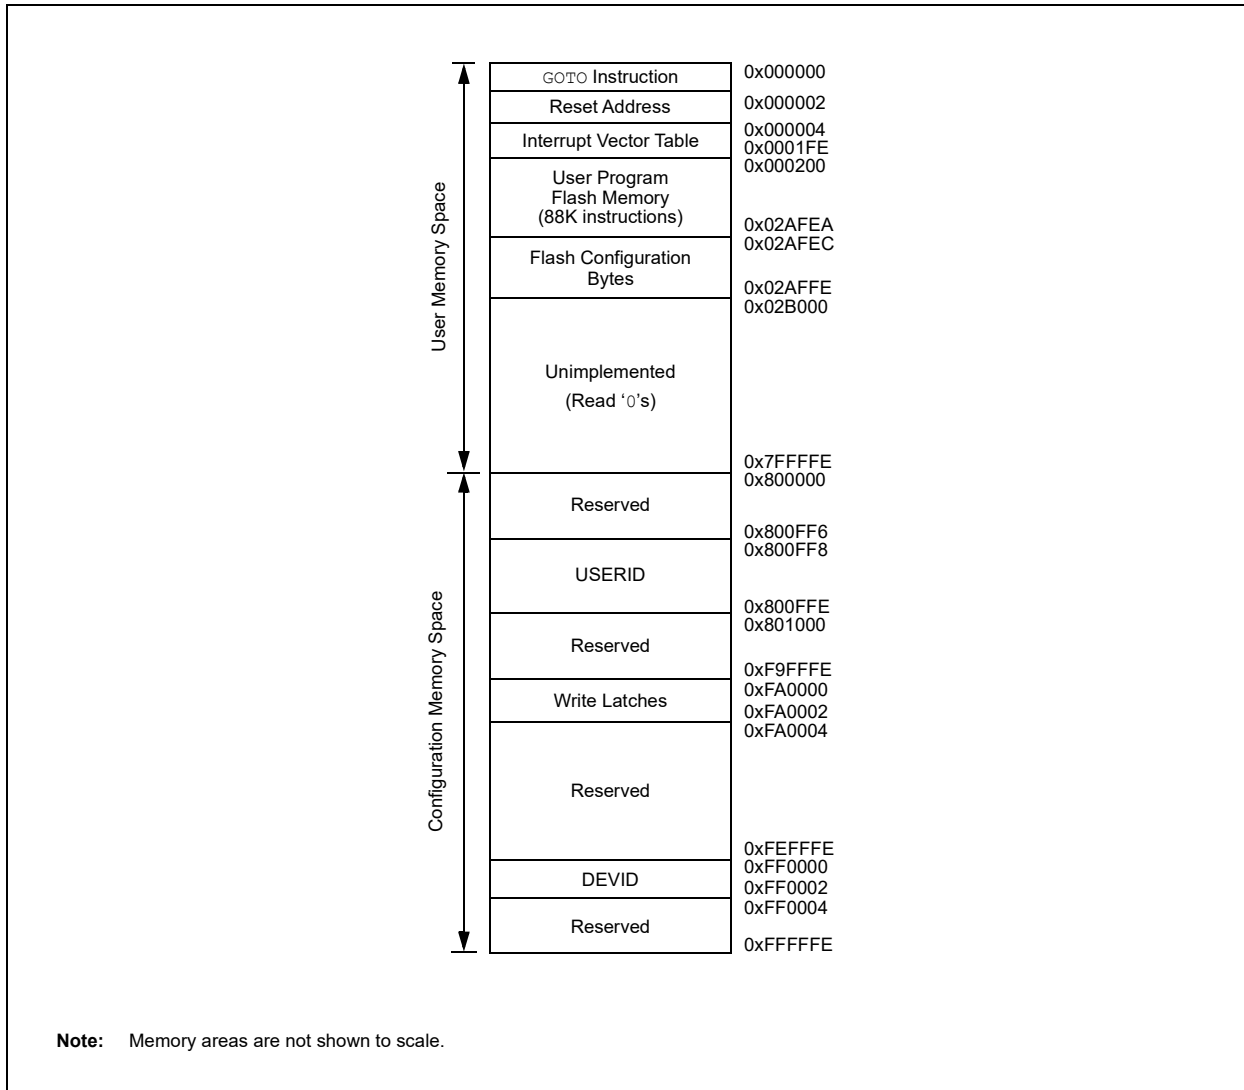 GOTO Instruction
0x000000
Reset Address
0x000002
Interrupt Vector Table
0x000004
0x0001FE
User Program
Flash Memory
(88K instructions)
0x000200
0x02AFEA
Flash Configuration
Bytes
0x02AFEC
0x02AFFE
Unimplemented
(Read ‘0’s)
0x02B000
0x7FFFFE
User Memory Space
Reserved
0x800000
0x800FF6
USERID
0x800FF8
0x800FFE
Reserved
0x801000
0xF9FFFE
Write Latches
0xFA0000
0xFA0002
Reserved
0xFA0004
0xFEFFFE
DEVID
0xFF0000
0xFF0002
Reserved
0xFF0004
0xFFFFFE
Configuration Memory Space
Note: Memory areas are not shown to scale.